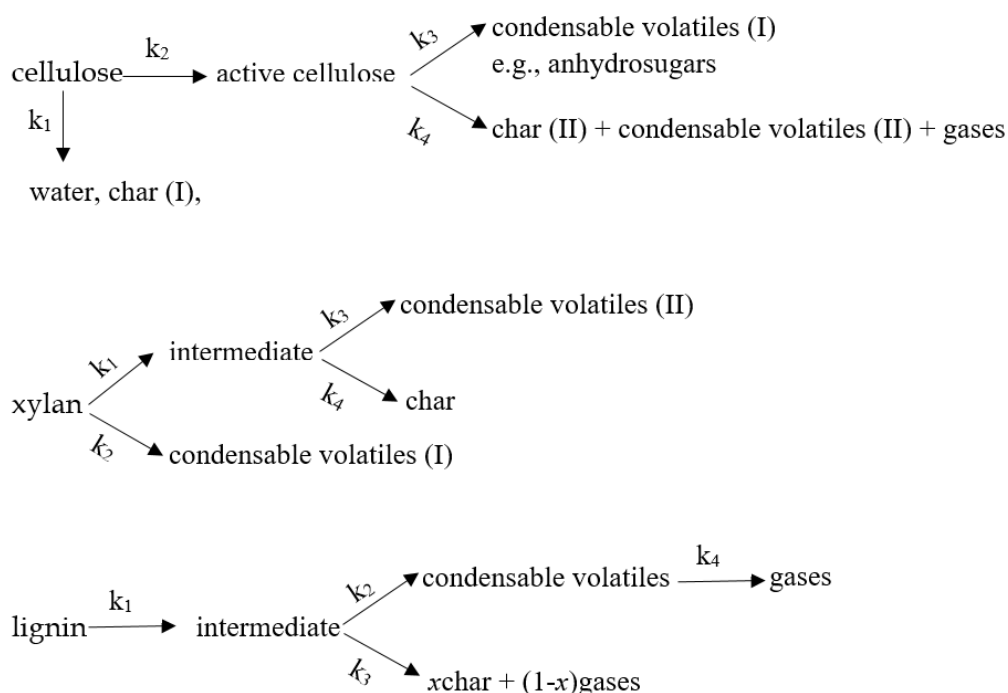 k₃
condensable volatiles (I)
e.g., anhydrosugars
cellulose
k₂
active cellulose
k₁
k₄
char (II) + condensable volatiles (II) + gases
water, char (I),
k₃
condensable volatiles (II)
k₁
intermediate
k₄
char
xylan
k₂
condensable volatiles (I)
lignin
k₁
intermediate
k₂
condensable volatiles
k₄
gases
k₃
xchar + (1-x)gases